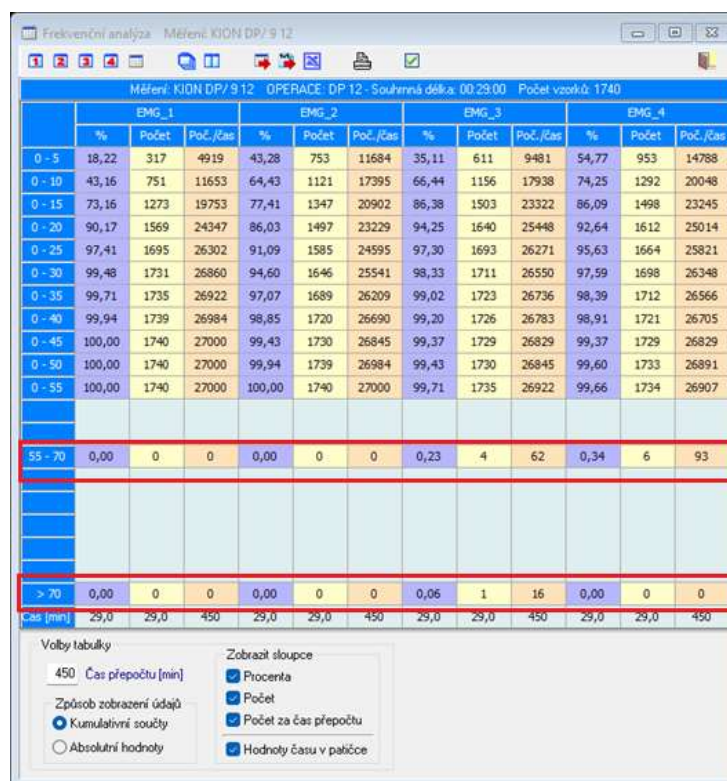 Frekvenční analýza Měření: KION DP/ 9 12
1 2 3 4
Měření: KION DP/ 9 12 OPERACE: DP 12 - Souhrnná délka: 00:29:00 Počet vzorků: 1740
EMG_1 EMG_2 EMG_3 EMG_4
% Počet Poč./čas % Počet Poč./čas % Počet Poč./čas % Počet Poč./čas
0 - 5 18,22 317 4919 43,28 753 11684 35,11 611 9481 54,77 953 14788
0 - 10 43,16 751 11653 64,43 1121 17395 66,44 1156 17938 74,25 1292 20048
0 - 15 73,16 1273 19753 77,41 1347 20902 86,38 1503 23322 86,09 1498 23245
0 - 20 90,17 1569 24347 86,03 1497 23229 94,25 1640 25448 92,64 1612 25014
0 - 25 97,41 1695 26302 91,09 1585 24595 97,30 1693 26271 95,63 1664 25821
0 - 30 99,48 1731 26860 94,60 1646 25541 98,33 1711 26550 97,59 1698 26348
0 - 35 99,71 1735 26922 97,07 1689 26209 99,02 1723 26736 98,39 1712 26566
0 - 40 99,94 1739 26984 98,85 1720 26690 99,20 1726 26783 98,91 1721 26705
0 - 45 100,00 1740 27000 99,43 1730 26845 99,37 1729 26829 99,37 1729 26829
0 - 50 100,00 1740 27000 99,94 1739 26984 99,43 1730 26845 99,60 1733 26891
0 - 55 100,00 1740 27000 100,00 1740 27000 99,71 1735 26922 99,66 1734 26907
55 - 70 0,00 0 0 0,00 0 0 0,23 4 62 0,34 6 93
> 70 0,00 0 0 0,00 0 0 0,06 1 16 0,00 0 0
Čas [min] 29,0 29,0 450 29,0 29,0 450 29,0 29,0 450 29,0 29,0 450
Volby tabulky
450 Čas přepočtu [min]
Způsob zobrazení údajů
Kumulativní součty
Absolutní hodnoty
Zobrazit sloupce
Procenta
Počet
Počet za čas přepočtu
Hodnoty času v patičce